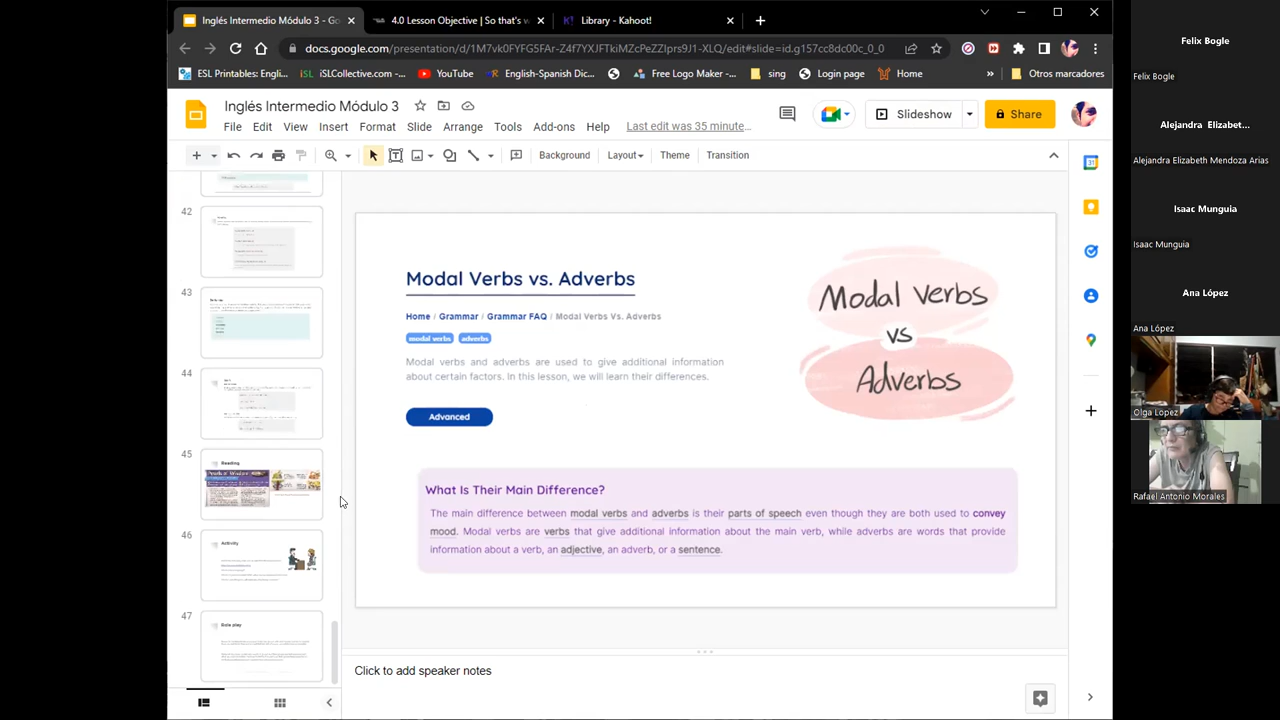 Inglés Intermedio Módulo 3 - Go
4.0 Lesson Objective | So that's w
Library - Kahoot!
docs.google.com/presentation/d/1M7vk0FYFG5FAr-Z4f7YXJFTkiMZcPeZZIprs9J1-XLQ/edit#slide=id.g157cc8dc00c_0_0
ESL Printables: Engli...
iSLCollective.com -...
YouTube
English-Spanish Dic...
Free Logo Maker -...
sing
Login page
Home
»
Otros marcadores
Inglés Intermedio Módulo 3
File Edit View Insert Format Slide Arrange Tools Add-ons Help Last edit was 35 minute...
Slideshow
Share
Background Layout Theme Transition
42
43
44
45
Reading
46
Activity
47
Role play
Modal Verbs vs. Adverbs
Home / Grammar / Grammar FAQ / Modal Verbs Vs. Adverbs
modal verbs adverbs
Modal verbs and adverbs are used to give additional information
about certain factors. In this lesson, we will learn their differences.
Advanced
Modal Verbs
vs
Adverbs
What Is Their Main Difference?
The main difference between modal verbs and adverbs is their parts of speech even though they are both used to convey
mood. Modal verbs are verbs that give additional information about the main verb, while adverbs are words that provide
information about a verb, an adjective, an adverb, or a sentence.
Click to add speaker notes
Felix Bogle
Felix Bogle
Alejandra Elizabet...
Alejandra Elizabeth Mendoza Arias
Isaac Munguia
Isaac Munguia
Ana López
Ana López
Olga Lopez
Rafael Antonio Morales